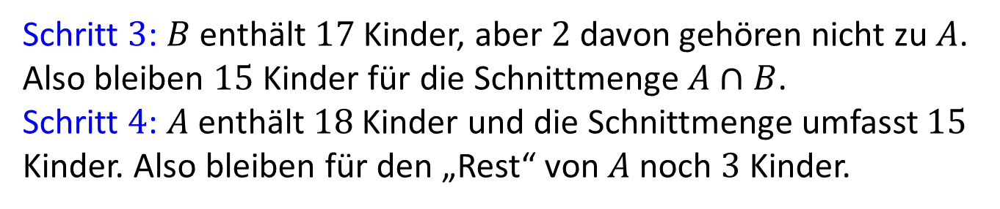 Schritt 3: B enthält 17 Kinder, aber 2 davon gehören nicht zu A.
Also bleiben 15 Kinder für die Schnittmenge A ∩ B.
Schritt 4: A enthält 18 Kinder und die Schnittmenge umfasst 15
Kinder. Also bleiben für den „Rest“ von A noch 3 Kinder.